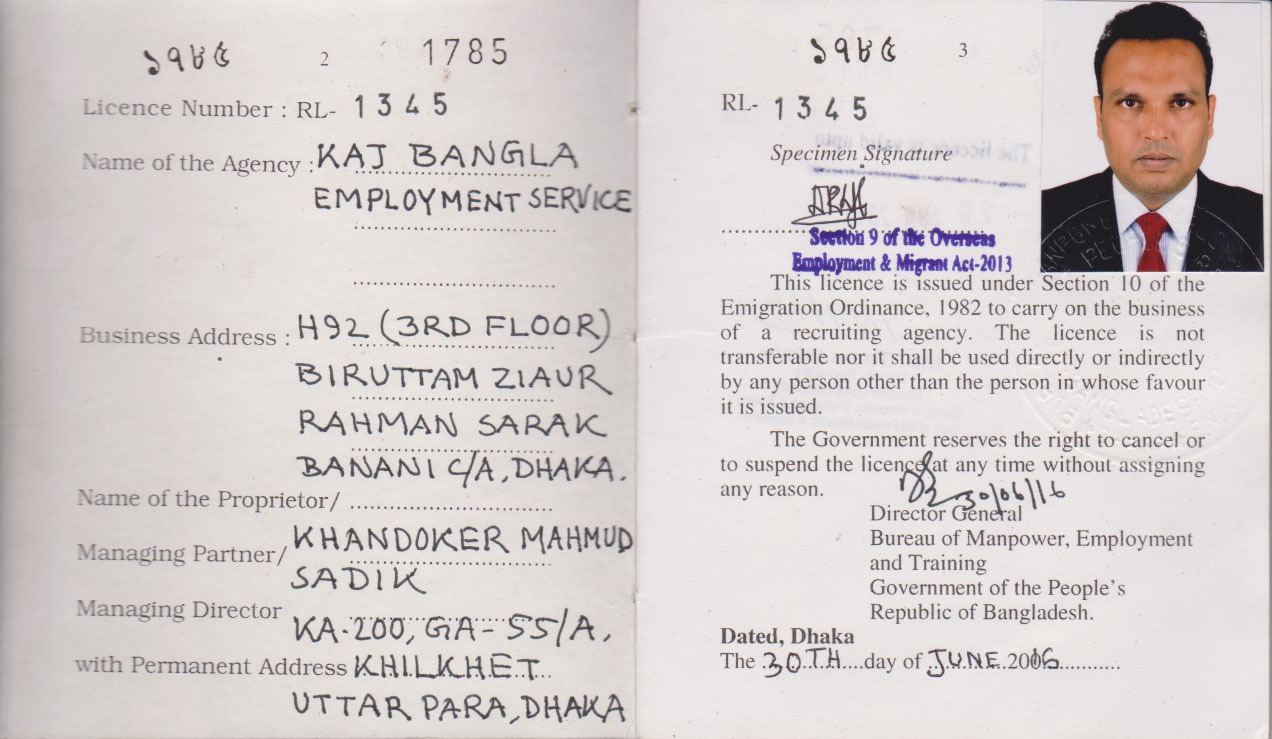 ১৭৮৫ 2 1785
Licence Number : RL- 1345
Name of the Agency : KAJ BANGLA
EMPLOYMENT SERVICE
Business Address : H92 (3RD FLOOR)
BIRUTTAM ZIAUR
RAHMAN SARAK
BANANI C/A, DHAKA.
Name of the Proprietor/
Managing Partner/ KHANDOKER MAHMUD
SADIK
Managing Director
KA-200, GA-55/A,
with Permanent Address KHILKHET
UTTAR PARA, DHAKA
১৭৮৫ 3
RL- 1345
Specimen Signature
Section 9 of the Overseas
Employment & Migrant Act-2013
This licence is issued under Section 10 of the
Emigration Ordinance, 1982 to carry on the business
of a recruiting agency. The licence is not
transferable nor it shall be used directly or indirectly
by any person other than the person in whose favour
it is issued.
The Government reserves the right to cancel or
to suspend the licence at any time without assigning
any reason.
30/06/16
Director General
Bureau of Manpower, Employment
and Training
Government of the People's
Republic of Bangladesh.
Dated, Dhaka
The 30TH day of JUNE 2016